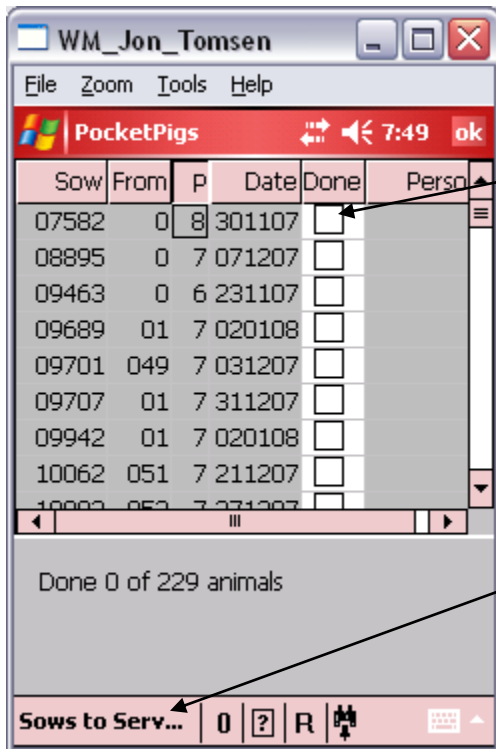 WM_Jon_Tomsen
File Zoom Tools Help
PocketPigs 7:49 ok
Sow From P Date Done Perso
07582 0 8 301107
08895 0 7 071207
09463 0 6 231107
09689 01 7 020108
09701 049 7 031207
09707 01 7 311207
09942 01 7 020108
10062 051 7 211207
Done 0 of 229 animals
Sows to Serv... 0 ? R